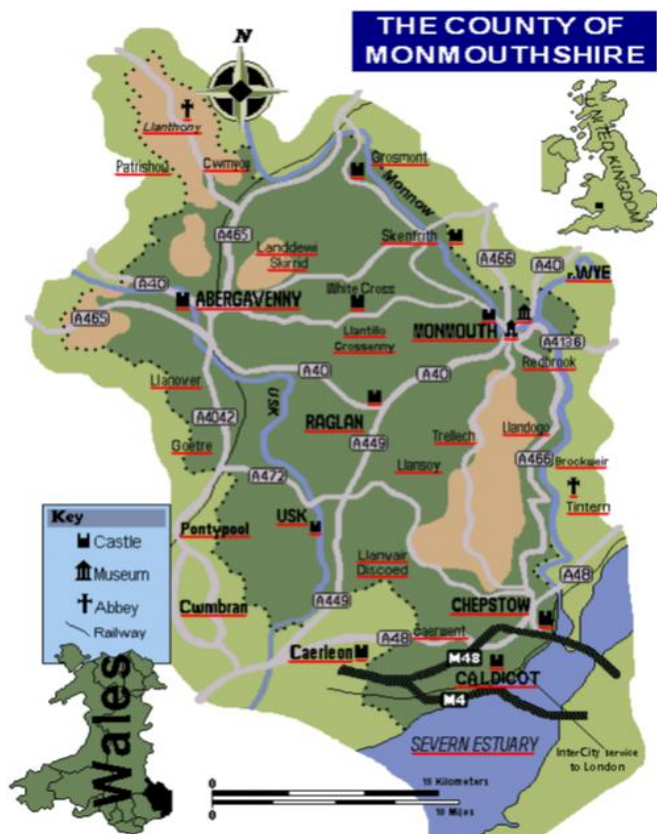 THE COUNTY OF
MONMOUTHSHIRE
N
UNITED KINGDOM
Llanthony
Patrishow
Cwmyoy
Grosmont
Monnow
Skenfrith
A465
A466
A40
Landdewi
Skirrid
r.WYE
A40
ABERGAVENNY
White Cross
MONMOUTH
A465
Llantilio
Crossenny
A4136
Redbrook
Llanover
A40
A40
USK
RAGLAN
A4042
Trellech
Llandogo
Goetre
A449
Llansoy
A466
Brockweir
A472
Tintern
Key
Castle
Museum
Abbey
Railway
Pontypool
USK
Llanvair
Discoed
A48
Cwmbran
A449
CHEPSTOW
Caerwent
A48
Caerleon
M48
CALDICOT
M4
Wales
SEVERN ESTUARY
InterCity service
to London
0
15 Kilometers
0
10 Miles